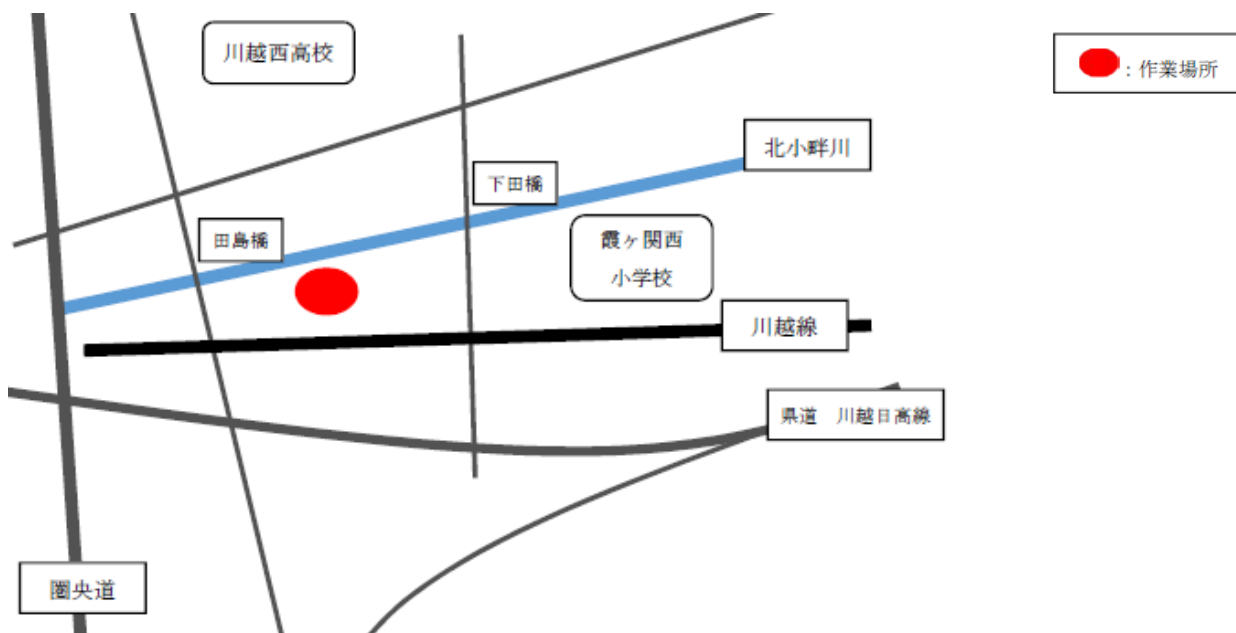 川越西高校
：作業場所
北小畔川
下田橋
田島橋
霞ヶ関西
小学校
川越線
県道　川越日高線
圏央道